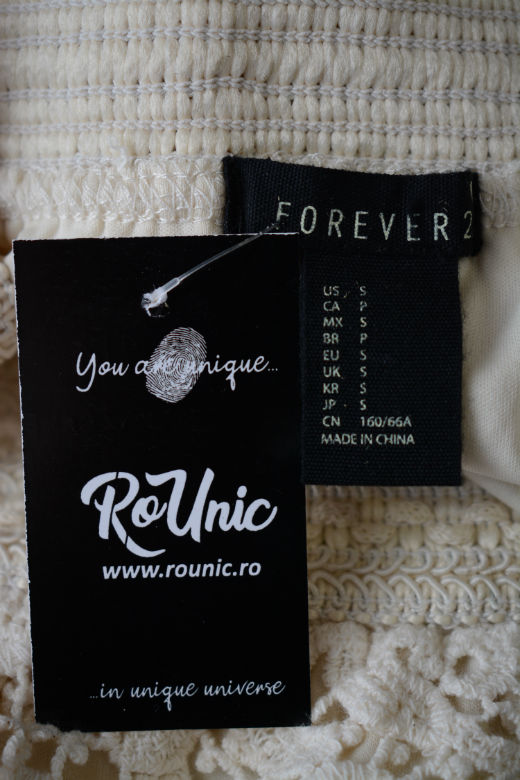 FOREVER 2
US S
CA P
MX S
BR P
EU S
UK S
KR S
JP S
CN 160/66A
MADE IN CHINA
You are unique...
RoUnic
www.rounic.ro
...in unique universe